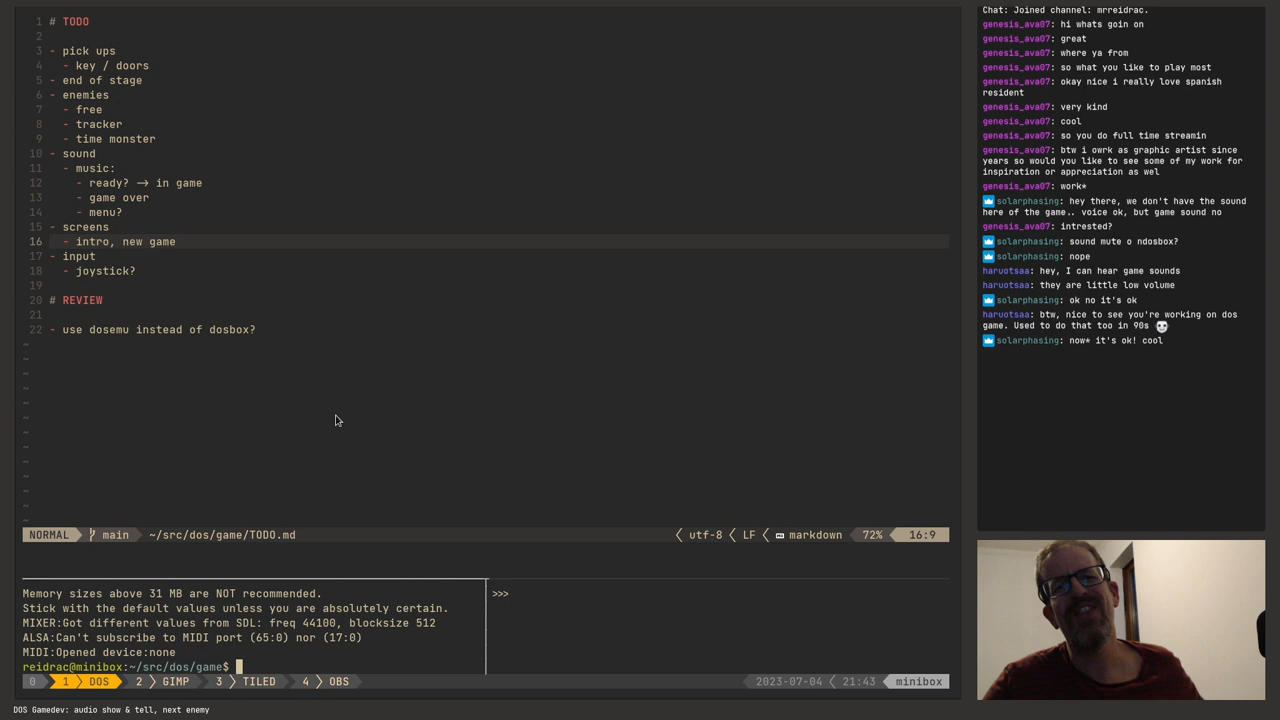 1 # TODO
2
3 - pick ups
4 - key / doors
5 - end of stage
6 - enemies
7 - free
8 - tracker
9 - time monster
10 - sound
11 - music:
12 - ready? -> in game
13 - game over
14 - menu?
15 - screens
16 - intro, new game
17 - input
18 - joystick?
19
20 # REVIEW
21
22 - use dosemu instead of dosbox?
~
~
~
~
~
~
~
~
~
~
~
~
~
NORMAL main ~/src/dos/game/TODO.md utf-8 LF markdown 72% 16:9
Memory sizes above 31 MB are NOT recommended.
Stick with the default values unless you are absolutely certain.
MIXER:Got different values from SDL: freq 44100, blocksize 512
ALSA:Can't subscribe to MIDI port (65:0) nor (17:0)
MIDI:Opened device:none
reidrac@minibox:~/src/dos/game$
>>>
0 1 DOS 2 GIMP 3 TILED 4 OBS 2023-07-04 21:43 minibox
DOS Gamedev: audio show & tell, next enemy
Chat: Joined channel: mrreidrac.
genesis_ava07: hi whats goin on
genesis_ava07: great
genesis_ava07: where ya from
genesis_ava07: so what you like to play most
genesis_ava07: okay nice i really love spanish
resident
genesis_ava07: very kind
genesis_ava07: cool
genesis_ava07: so you do full time streamin
genesis_ava07: btw i owrk as graphic artist since
years so would you like to see some of my work for
inspiration or appreciation as wel
genesis_ava07: work*
solarphasing: hey there, we don't have the sound
here of the game.. voice ok, but game sound no
genesis_ava07: intrested?
solarphasing: sound mute o ndosbox?
solarphasing: nope
haruotsaa: hey, I can hear game sounds
haruotsaa: they are little low volume
solarphasing: ok no it's ok
haruotsaa: btw, nice to see you're working on dos
game. Used to do that too in 90s
solarphasing: now* it's ok! cool